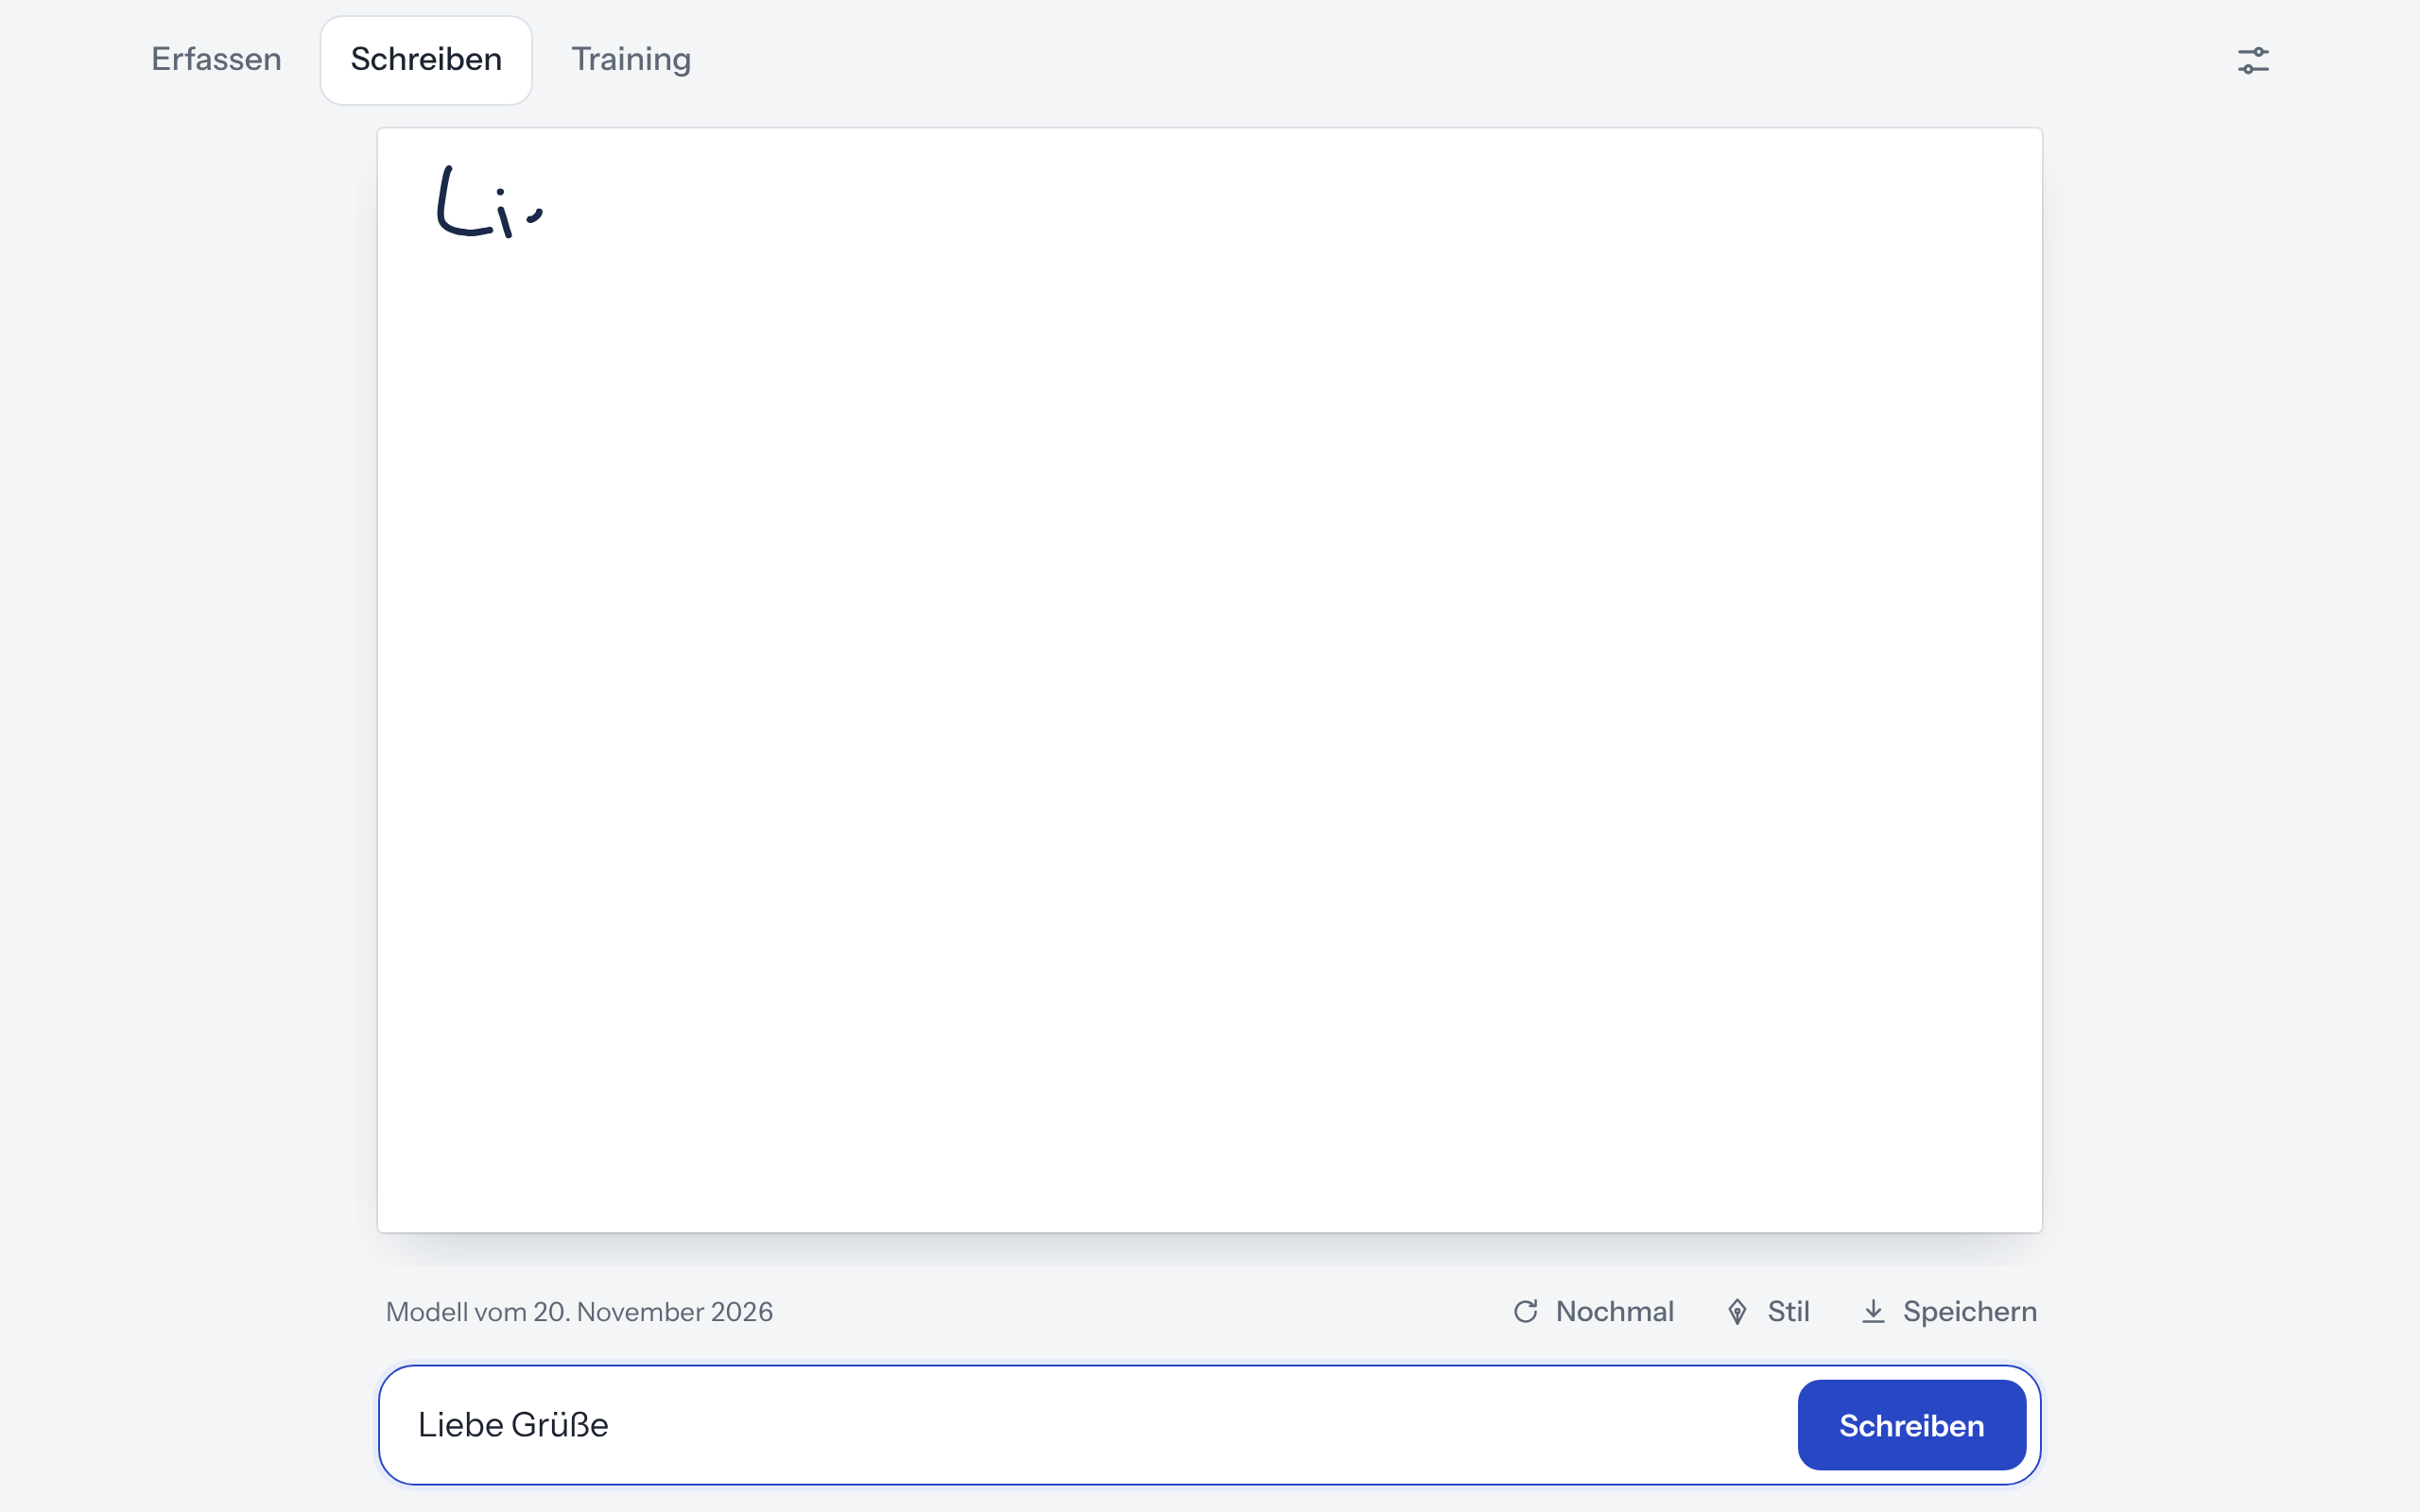 Erfassen Schreiben Training
Li
Modell vom 20. November 2026 Nochmal Stil Speichern
Liebe Grüße Schreiben